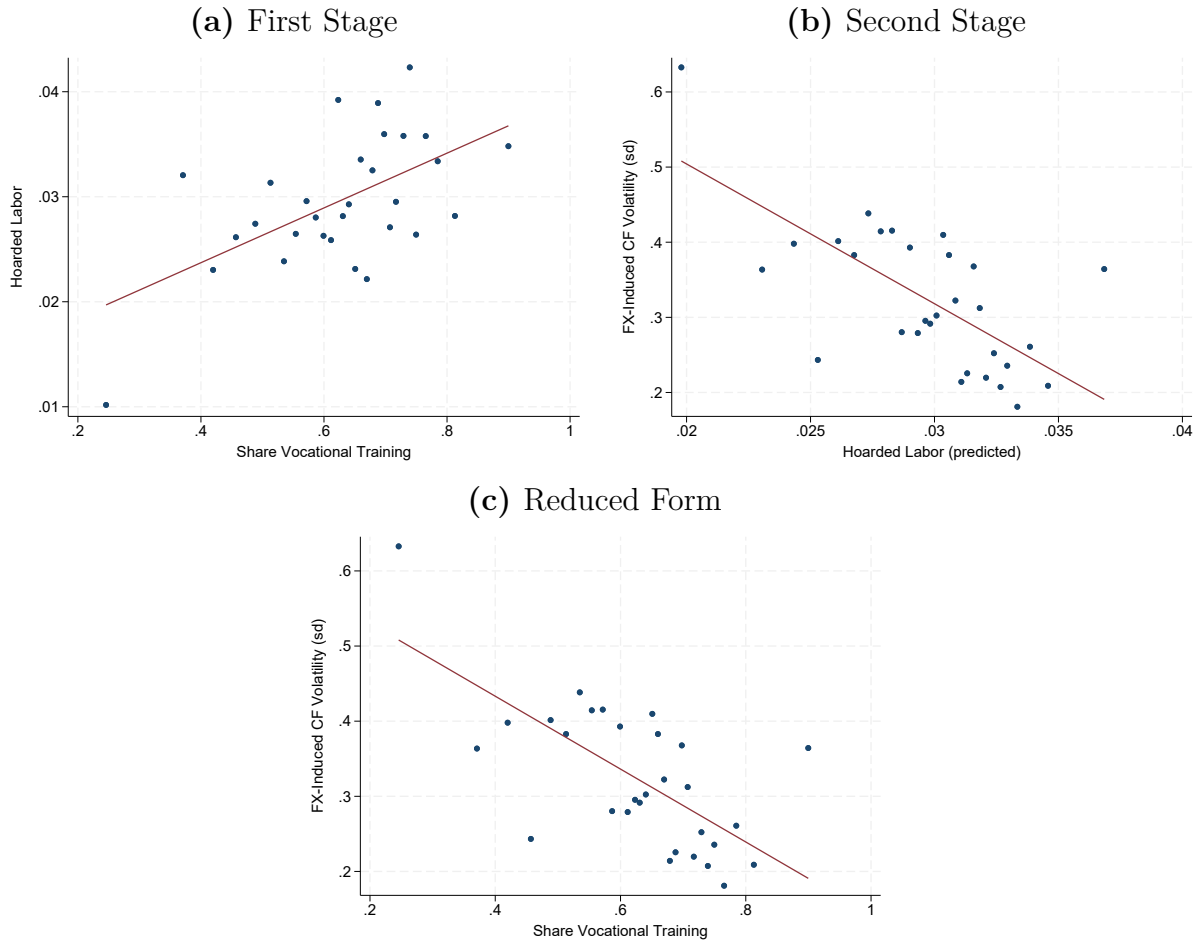 (a) First Stage
.04
.03
.02
.01
Hoarded Labor
.2 .4 .6 .8 1
Share Vocational Training
(b) Second Stage
.6
.5
.4
.3
.2
FX-Induced CF Volatility (sd)
.02 .025 .03 .035 .04
Hoarded Labor (predicted)
(c) Reduced Form
.6
.5
.4
.3
.2
FX-Induced CF Volatility (sd)
.2 .4 .6 .8 1
Share Vocational Training